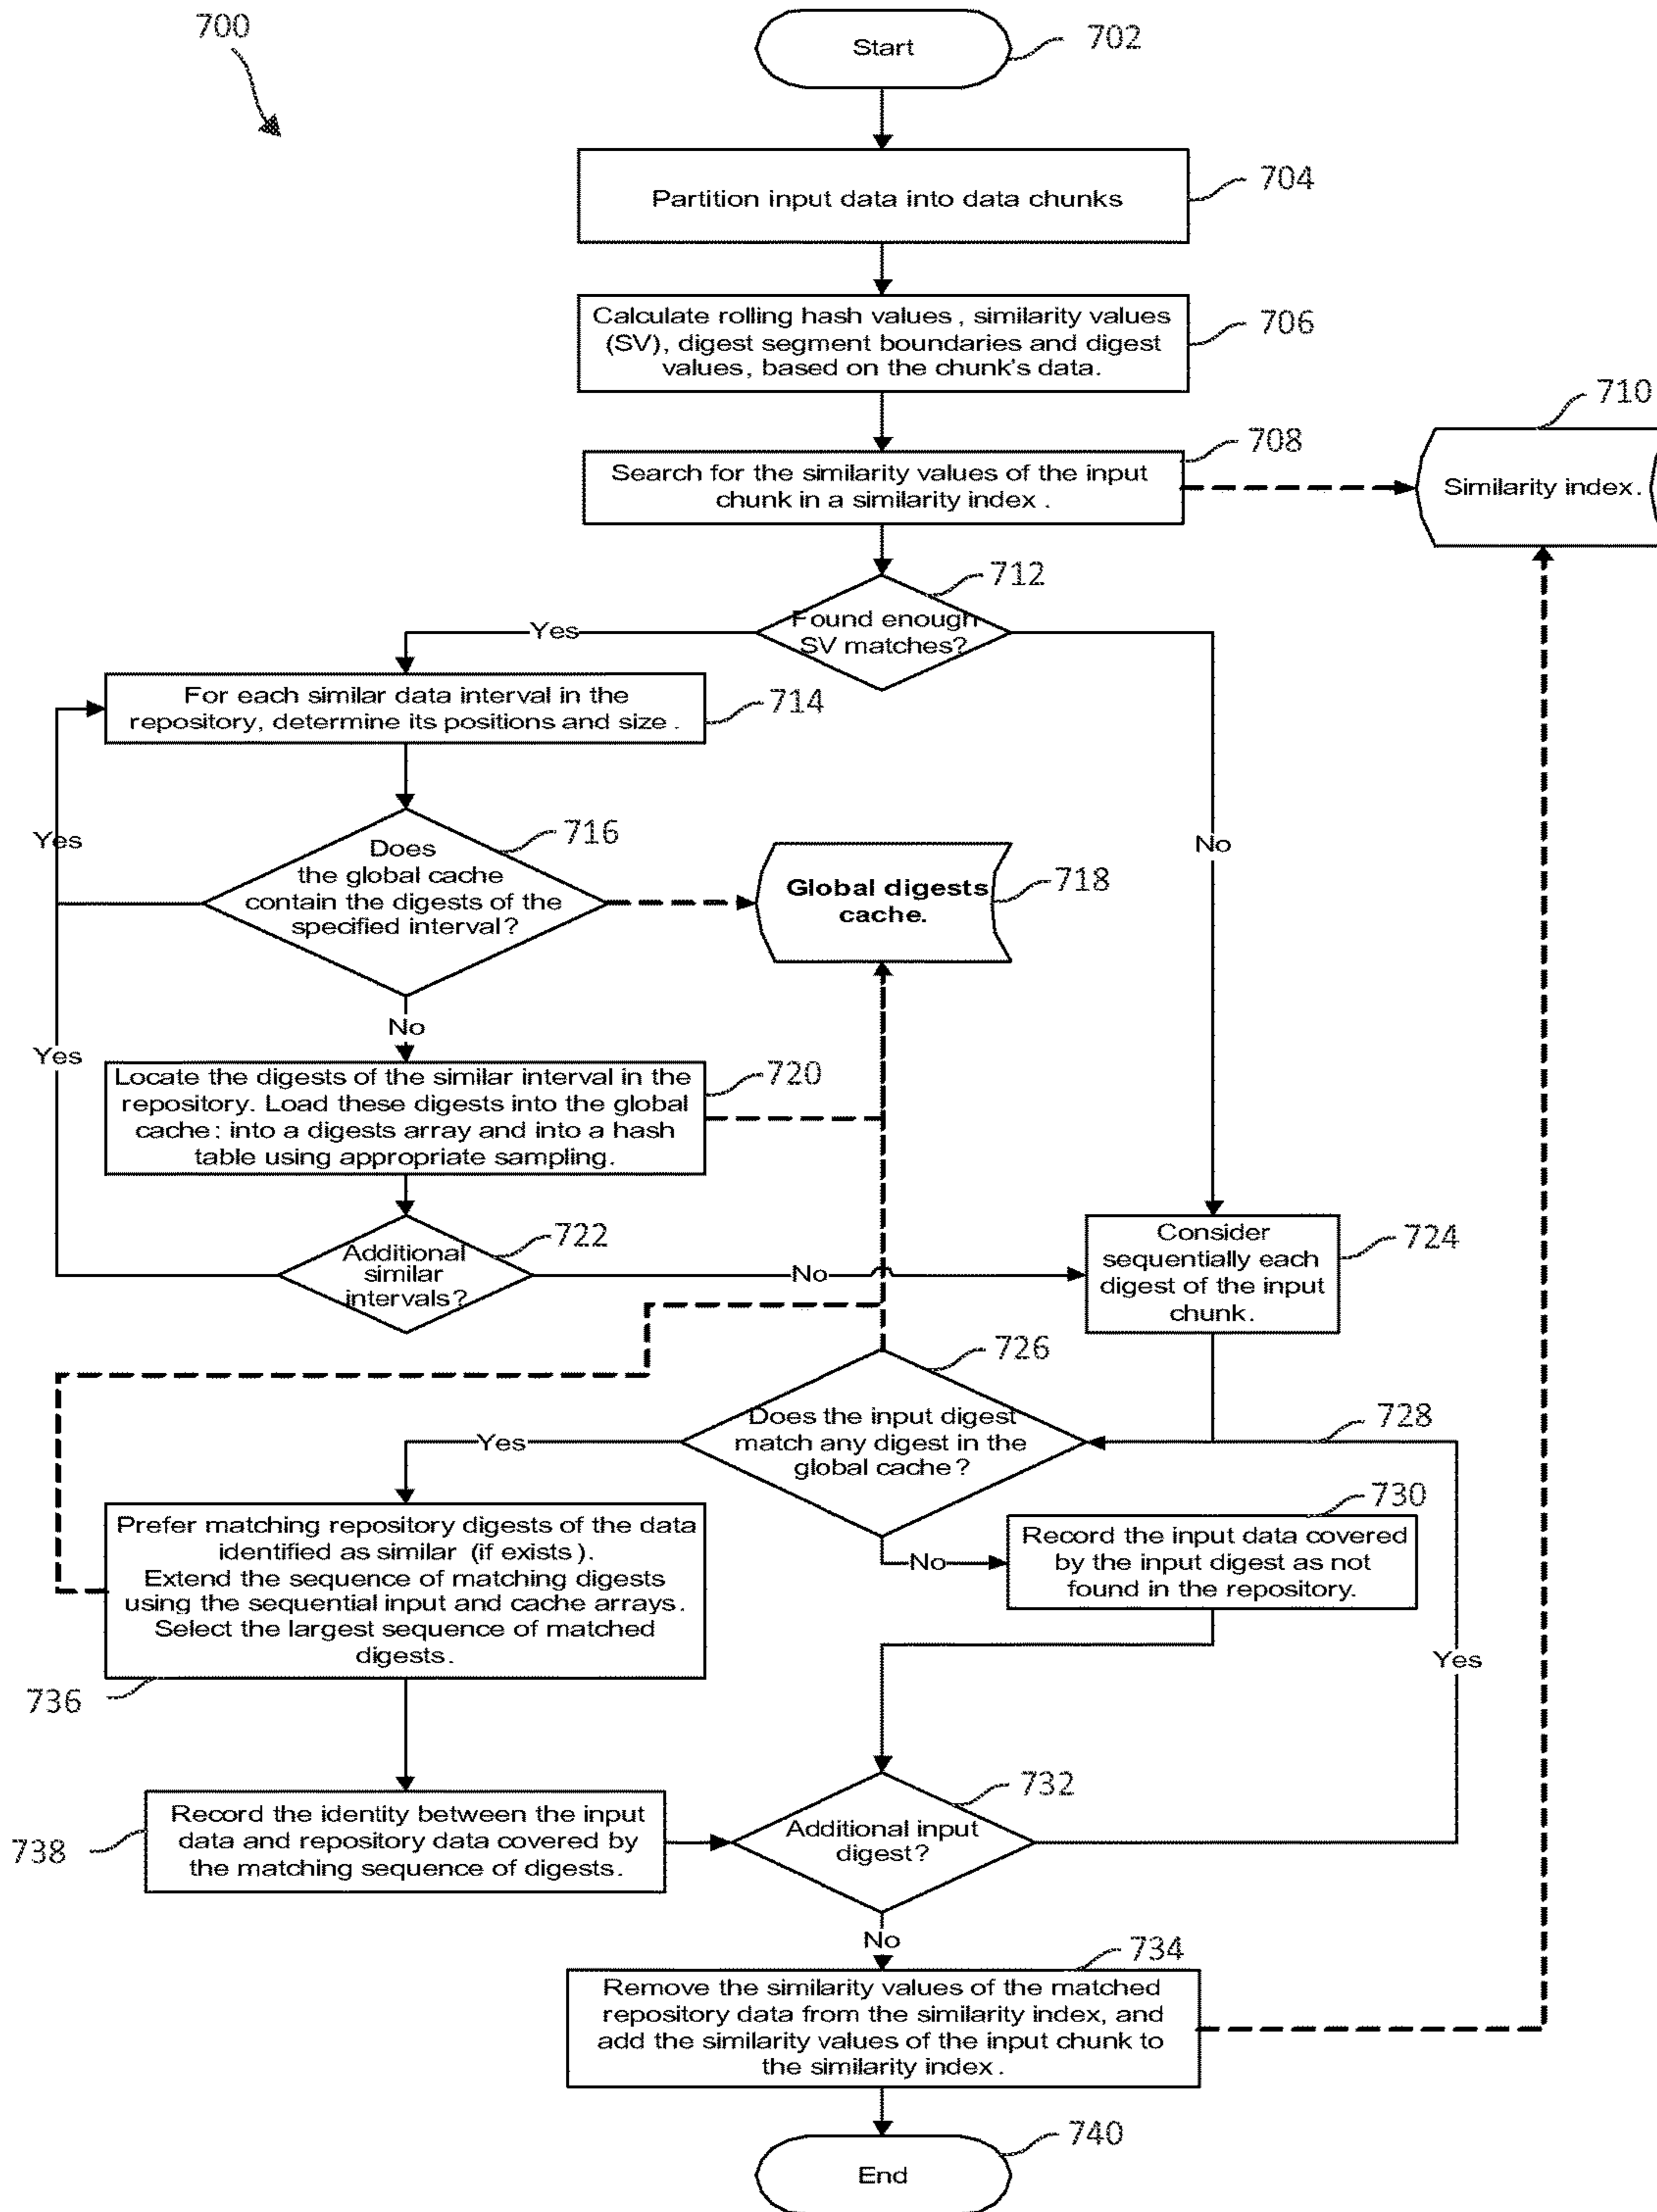 700
Start
702
Partition input data into data chunks
704
Calculate rolling hash values , similarity values
(SV), digest segment boundaries and digest
values, based on the chunk's data.
706
Search for the similarity values of the input
chunk in a similarity index .
708
710
Similarity index.
712
Found enough
SV matches?
Yes
For each similar data interval in the
repository, determine its positions and size .
714
Yes
No
Does
the global cache
contain the digests of the
specified interval?
716
Global digests
cache.
718
No
Yes
Locate the digests of the similar interval in the
repository. Load these digests into the global
cache: into a digests array and into a hash
table using appropriate sampling.
720
Additional
similar
intervals?
722
No
Consider
sequentially each
digest of the input
chunk.
724
726
Does the input digest
match any digest in the
global cache?
728
Yes
730
No
Record the input data covered
by the input digest as not
found in the repository.
Prefer matching repository digests of the data
identified as similar (if exists).
Extend the sequence of matching digests
using the sequential input and cache arrays.
Select the largest sequence of matched
digests.
736
Yes
Record the identity between the input
data and repository data covered by
the matching sequence of digests.
738
732
Additional input
digest?
No
734
Remove the similarity values of the matched
repository data from the similarity index, and
add the similarity values of the input chunk to
the similarity index.
740
End